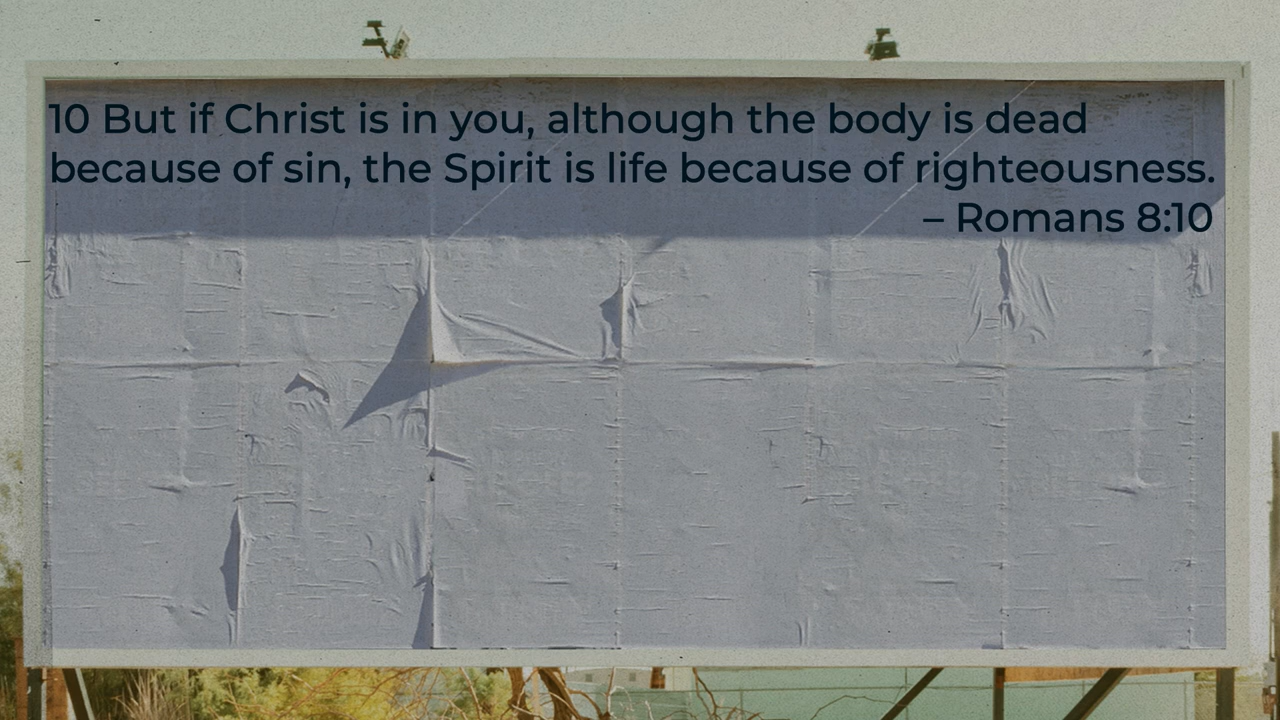 10 But if Christ is in you, although the body is dead
because of sin, the Spirit is life because of righteousness.
– Romans 8:10